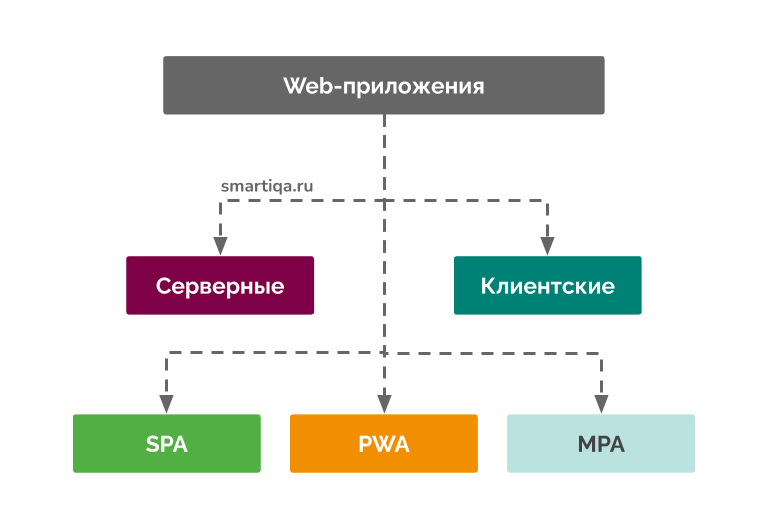 Web-приложения
smartiqa.ru
Серверные
Клиентские
SPA
PWA
MPA